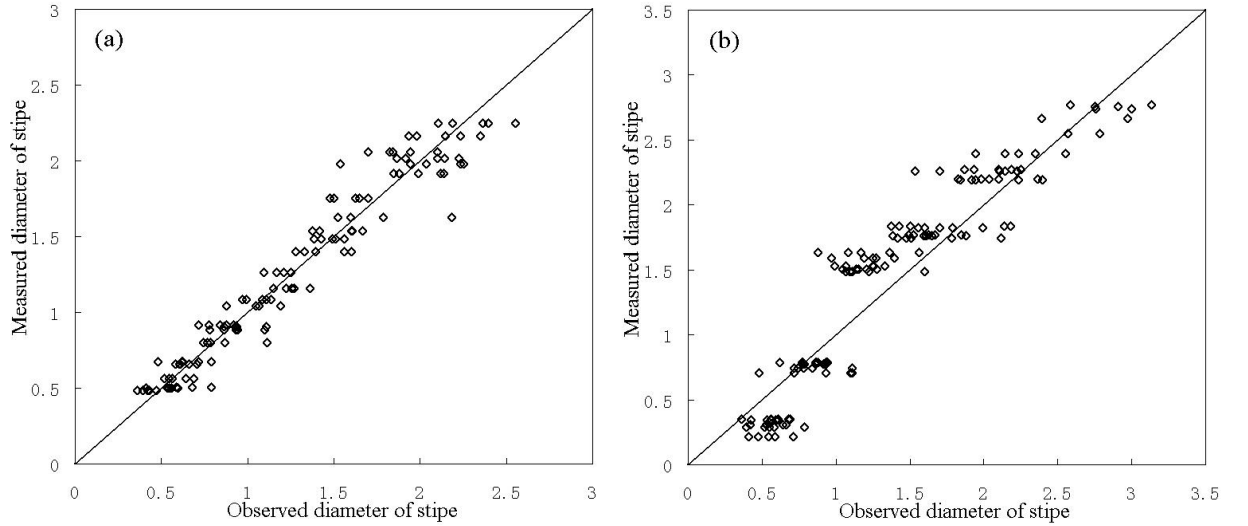 (a)
Measured diameter of stipe
3
2.5
2
1.5
1
0.5
0
0 0.5 1 1.5 2 2.5 3
Observed diameter of stipe
(b)
Measured diameter of stipe
3.5
3
2.5
2
1.5
1
0.5
0
0 0.5 1 1.5 2 2.5 3 3.5
Observed diameter of stipe